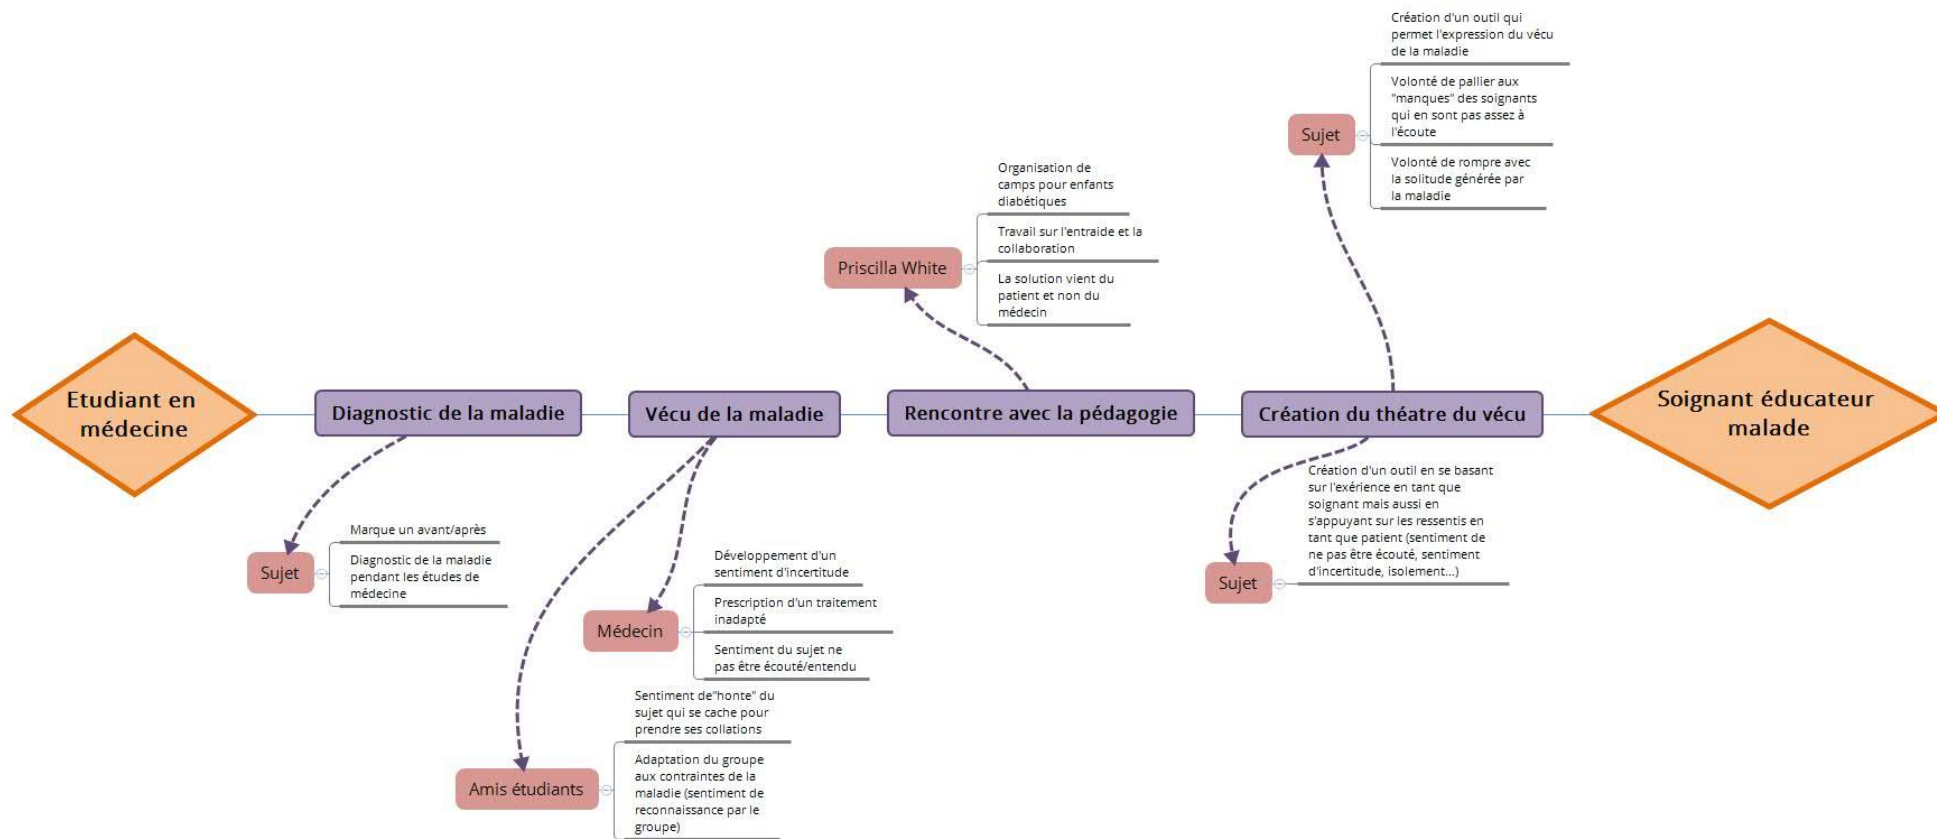 Création d'un outil qui
permet l'expression du vécu
de la maladie
Volonté de pallier aux
"manques" des soignants
qui en sont pas assez à
l'écoute
Sujet
Volonté de rompre avec
la solitude générée par
la maladie
Organisation de
camps pour enfants
diabétiques
Travail sur l'entraide et la
collaboration
Priscilla White
La solution vient du
patient et non du
médecin
Etudiant en
médecine
Diagnostic de la maladie
Vécu de la maladie
Rencontre avec la pédagogie
Création du théatre du vécu
Soignant éducateur
malade
Marque un avant/après
Sujet
Diagnostic de la maladie
pendant les études de
médecine
Développement d'un
sentiment d'incertitude
Prescription d'un traitement
inadapté
Médecin
Sentiment du sujet ne
pas être écouté/entendu
Sentiment de"honte" du
sujet qui se cache pour
prendre ses collations
Amis étudiants
Adaptation du groupe
aux contraintes de la
maladie (sentiment de
reconnaissance par le
groupe)
Création d'un outil en se basant
sur l'exérience en tant que
soignant mais aussi en
s'appuyant sur les ressentis en
tant que patient (sentiment de
ne pas être écouté, sentiment
d'incertitude, isolement...)
Sujet